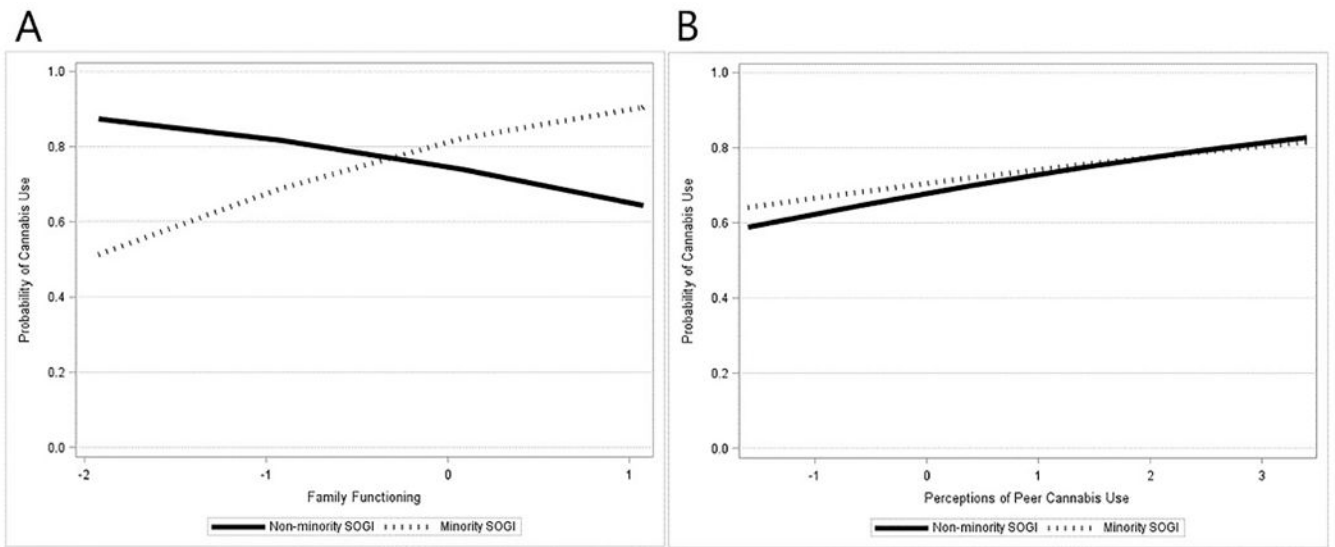 A
1.0
0.8
0.6
0.4
0.2
0.0
Probability of Cannabis Use
-2
-1
0
1
Family Functioning
Non-minority SOGI
Minority SOGI
B
1.0
0.8
0.6
0.4
0.2
0.0
Probability of Cannabis Use
-1
0
1
2
3
Perceptions of Peer Cannabis Use
Non-minority SOGI
Minority SOGI